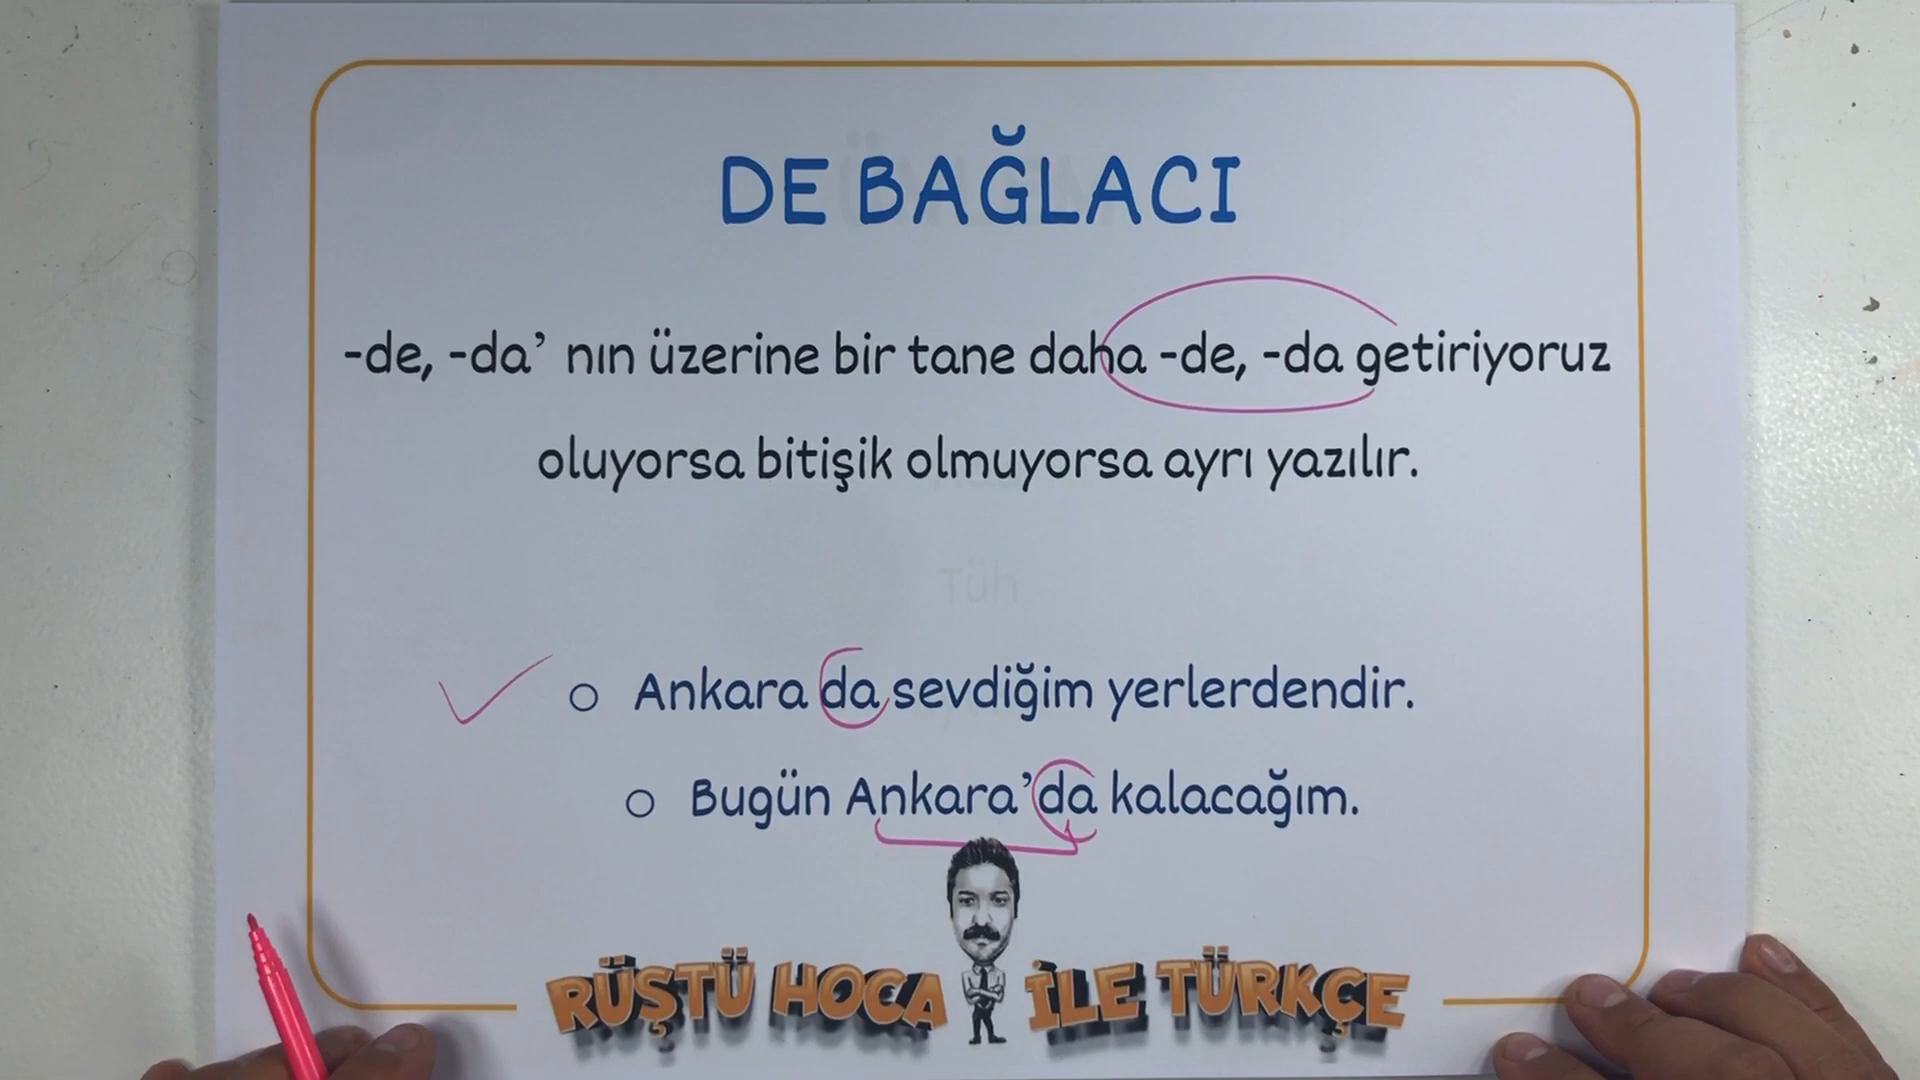 DE BAĞLACI
-de, -da’ nın üzerine bir tane daha -de, -da getiriyoruz
oluyorsa bitişik olmuyorsa ayrı yazılır.
Tüh
o Ankara da sevdiğim yerlerdendir.
o Bugün Ankara’da kalacağım.
RÜŞTÜ HOCA İLE TÜRKÇE